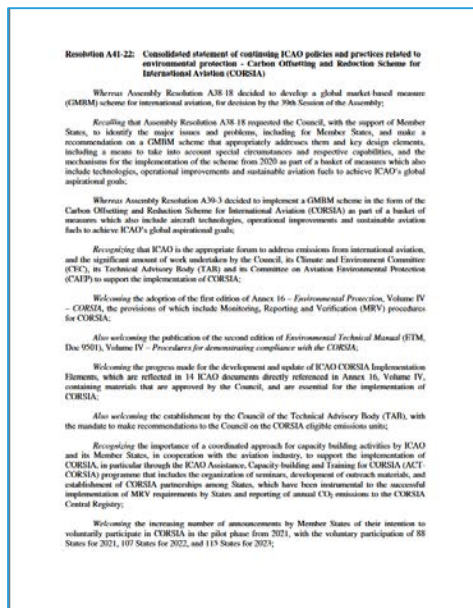 Resolution A41-22: Consolidated statement of continuing ICAO policies and practices related to
environmental protection - Carbon Offsetting and Reduction Scheme for
International Aviation (CORSIA)
Whereas Assembly Resolution A38-18 decided to develop a global market-based measure
(GMBM) scheme for international aviation, for decision by the 39th Session of the Assembly;
Recalling that Assembly Resolution A38-18 requested the Council, with the support of Member
States, to identify the major issues and problems, including for Member States, and make a
recommendation on a GMBM scheme that appropriately addresses them and key design elements,
including a means to take into account special circumstances and respective capabilities, and the
mechanisms for the implementation of the scheme from 2020 as part of a basket of measures which also
include technologies, operational improvements and sustainable aviation fuels to achieve ICAO's global
aspirational goals;
Whereas Assembly Resolution A39-3 decided to implement a GMBM scheme in the form of the
Carbon Offsetting and Reduction Scheme for International Aviation (CORSIA) as part of a basket of
measures which also include aircraft technologies, operational improvements and sustainable aviation
fuels to achieve ICAO's global aspirational goals;
Recognizing that ICAO is the appropriate forum to address emissions from international aviation,
and the significant amount of work undertaken by the Council, its Climate and Environment Committee
(CEC), its Technical Advisory Body (TAB) and its Committee on Aviation Environmental Protection
(CAEP) to support the implementation of CORSIA;
Welcoming the adoption of the first edition of Annex 16 – Environmental Protection, Volume IV
– CORSIA, the provisions of which include Monitoring, Reporting and Verification (MRV) procedures
for CORSIA;
Also welcoming the publication of the second edition of Environmental Technical Manual (ETM,
Doc 9501), Volume IV – Procedures for demonstrating compliance with the CORSIA;
Welcoming the progress made for the development and update of ICAO CORSIA Implementation
Elements, which are reflected in 14 ICAO documents directly referenced in Annex 16, Volume IV,
containing materials that are approved by the Council, and are essential for the implementation of
CORSIA;
Also welcoming the establishment by the Council of the Technical Advisory Body (TAB), with
the mandate to make recommendations to the Council on the CORSIA eligible emissions units;
Recognizing the importance of a coordinated approach for capacity building activities by ICAO
and its Member States, in cooperation with the aviation industry, to support the implementation of
CORSIA, in particular through the ICAO Assistance, Capacity-building and Training for CORSIA (ACT-
CORSIA) programme that includes the organization of seminars, development of outreach materials, and
establishment of CORSIA partnerships among States, which have been instrumental to the successful
implementation of MRV requirements by States and reporting of annual CO₂ emissions to the CORSIA
Central Registry;
Welcoming the increasing number of announcements by Member States of their intention to
voluntarily participate in CORSIA in the pilot phase from 2021, with the voluntary participation of 88
States for 2021, 107 States for 2022, and 115 States for 2023;